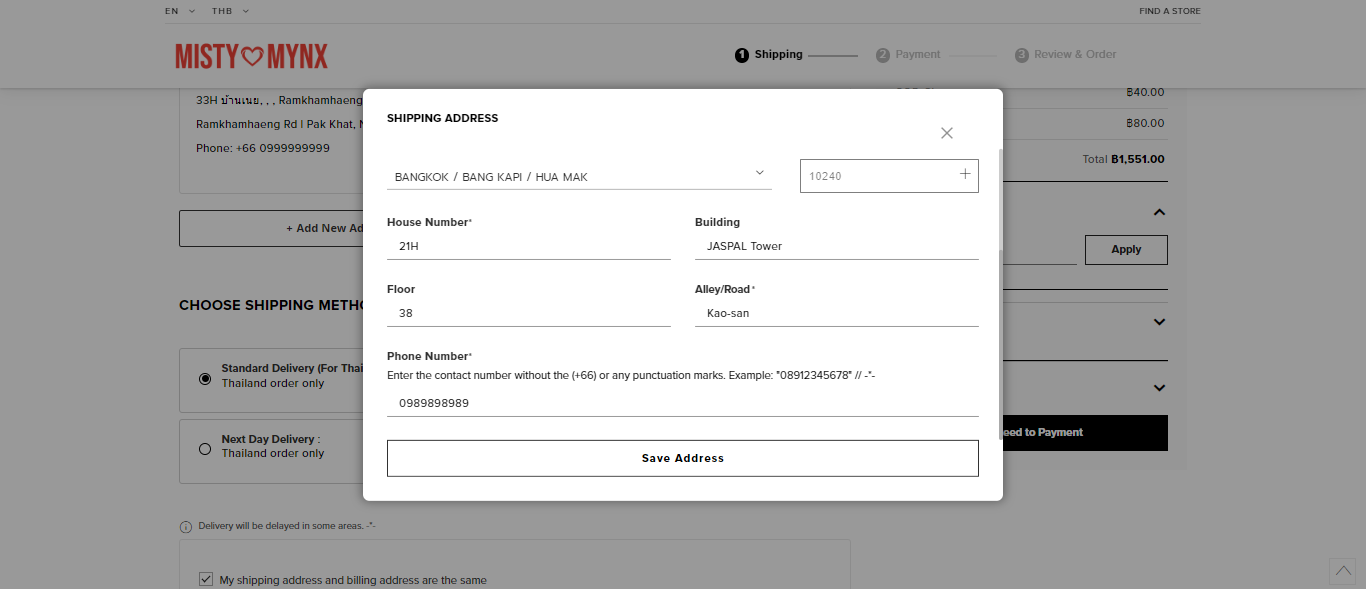 EN THB FIND A STORE
MISTY MYNX
1 Shipping 2 Payment 3 Review & Order
33H บ้านเนย, , , Ramkhamhaeng
Ramkhamhaeng Rd | Pak Khat,
Phone: +66 0999999999
+ Add New
CHOOSE SHIPPING
Standard Delivery (For
Thailand order only
Next Day Delivery :
Thailand order only
Delivery will be delayed in some areas. -*-
My shipping address and billing address are the same
SHIPPING ADDRESS
BANGKOK / BANG KAPI / HUA MAK
10240
House Number*
21H
Building
JASPAL Tower
Floor
38
Alley/Road*
Kao-san
Phone Number*
Enter the contact number without the (+66) or any punctuation marks. Example: "08912345678" // -*-
0989898989
Save Address
฿40.00
฿80.00
Total ฿1,551.00
Apply
to Payment